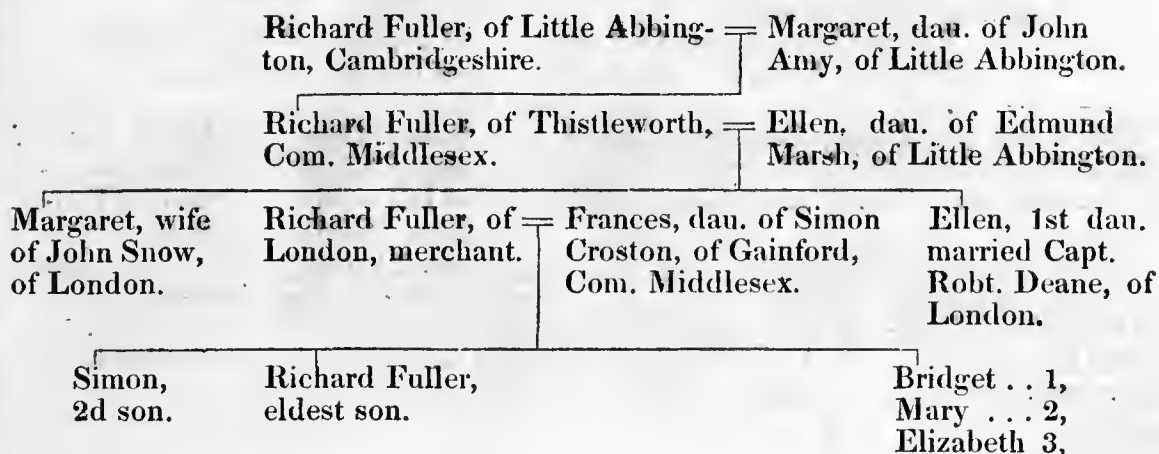 Richard Fuller, of Little Abbing- = Margaret, dau. of John
ton, Cambridgeshire. Amy, of Little Abbington.
Richard Fuller, of Thistleworth, = Ellen, dau. of Edmund
Com. Middlesex. Marsh, of Little Abbington.
Margaret, wife Richard Fuller, of = Frances, dau. of Simon Ellen, 1st dau.
of John Snow, London, merchant. Croston, of Gainford, married Capt.
of London. Com. Middlesex. Robt. Deane, of
London.
Simon, Richard Fuller, Bridget . . 1,
2d son. eldest son. Mary . . . 2,
Elizabeth 3,